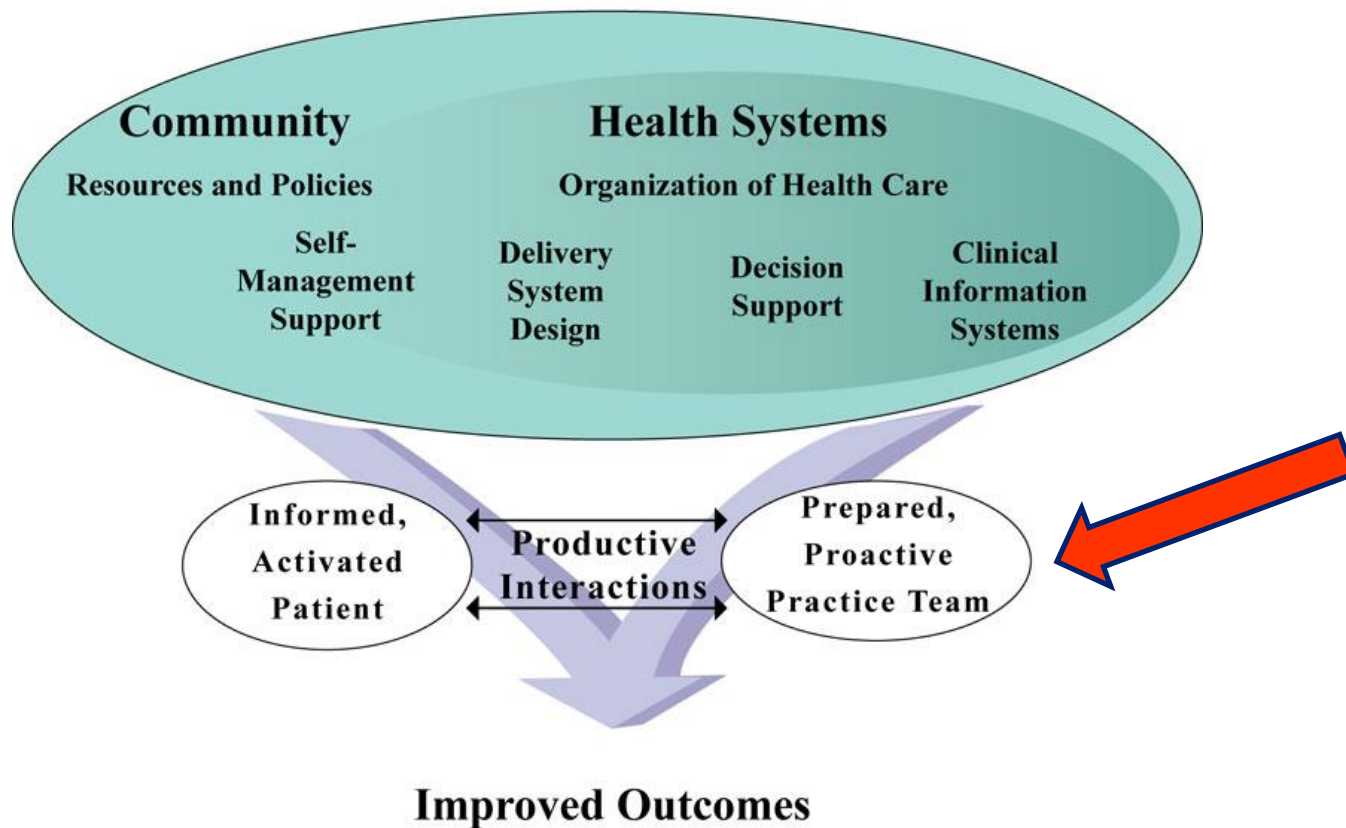 Community
Resources and Policies
Health Systems
Organization of Health Care
Self-
Management
Support
Delivery
System
Design
Decision
Support
Clinical
Information
Systems
Informed,
Activated
Patient
Productive
Interactions
Prepared,
Proactive
Practice Team
Improved Outcomes